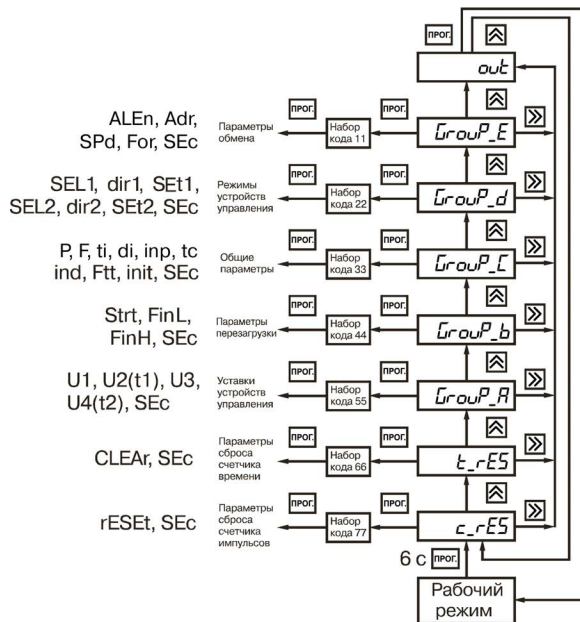 ПРОГ.
out
ALEn, Adr,
SPd, For, SEc
Параметры
обмена
ПРОГ.
Набор
кода 11
ПРОГ.
GrouP_E
SEL1, dir1, SEt1,
SEL2, dir2, SEt2, SEc
Режимы
устройств
управления
ПРОГ.
Набор
кода 22
ПРОГ.
GrouP_d
P, F, ti, di, inp, tc
ind, Ftt, init, SEc
Общие
параметры
ПРОГ.
Набор
кода 33
ПРОГ.
GrouP_C
Strt, FinL,
FinH, SEc
Параметры
перезагрузки
ПРОГ.
Набор
кода 44
ПРОГ.
GrouP_b
U1, U2(t1), U3,
U4(t2), SEc
Уставки
устройств
управления
ПРОГ.
Набор
кода 55
ПРОГ.
GrouP_A
CLEAr, SEc
Параметры
сброса
счетчика
времени
ПРОГ.
Набор
кода 66
ПРОГ.
t_rES
rESEt, SEc
Параметры
сброса
счетчика
импульсов
ПРОГ.
Набор
кода 77
ПРОГ.
c_rES
6 с ПРОГ.
Рабочий
режим